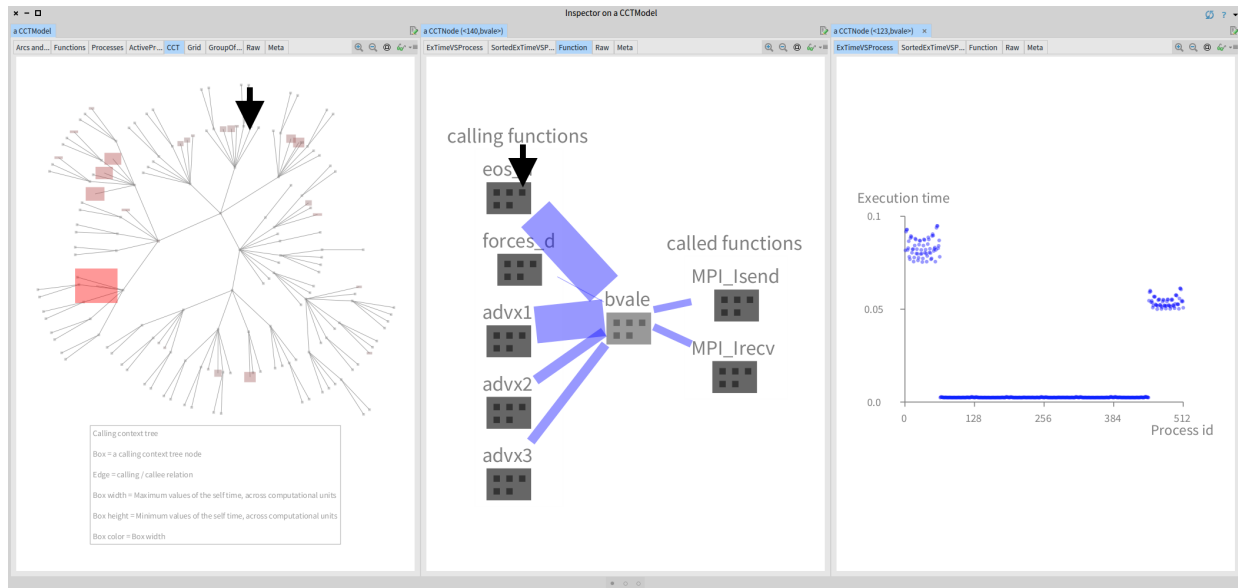 Inspector on a CCTModel
a CCTModel
Arcs and... Functions Processes ActivePr... CCT Grid GroupOf... Raw Meta
Calling context tree
Box = a calling context tree node
Edge = calling / callee relation
Box width = Maximum values of the self time, across computational units
Box height = Minimum values of the self time, across computational units
Box color = Box width
a CCTNode (<140,bvale>)
ExTimeVSProcess SortedExTimeVSP... Function Raw Meta
calling functions
eos_
forces_d
called functions
MPI_Isend
bvale
advx1
MPI_Irecv
advx2
advx3
a CCTNode (<123,bvale>) ×
ExTimeVSProcess SortedExTimeVSP... Function Raw Meta
Execution time
0.1
0.05
0.0
0 128 256 384 512
Process id